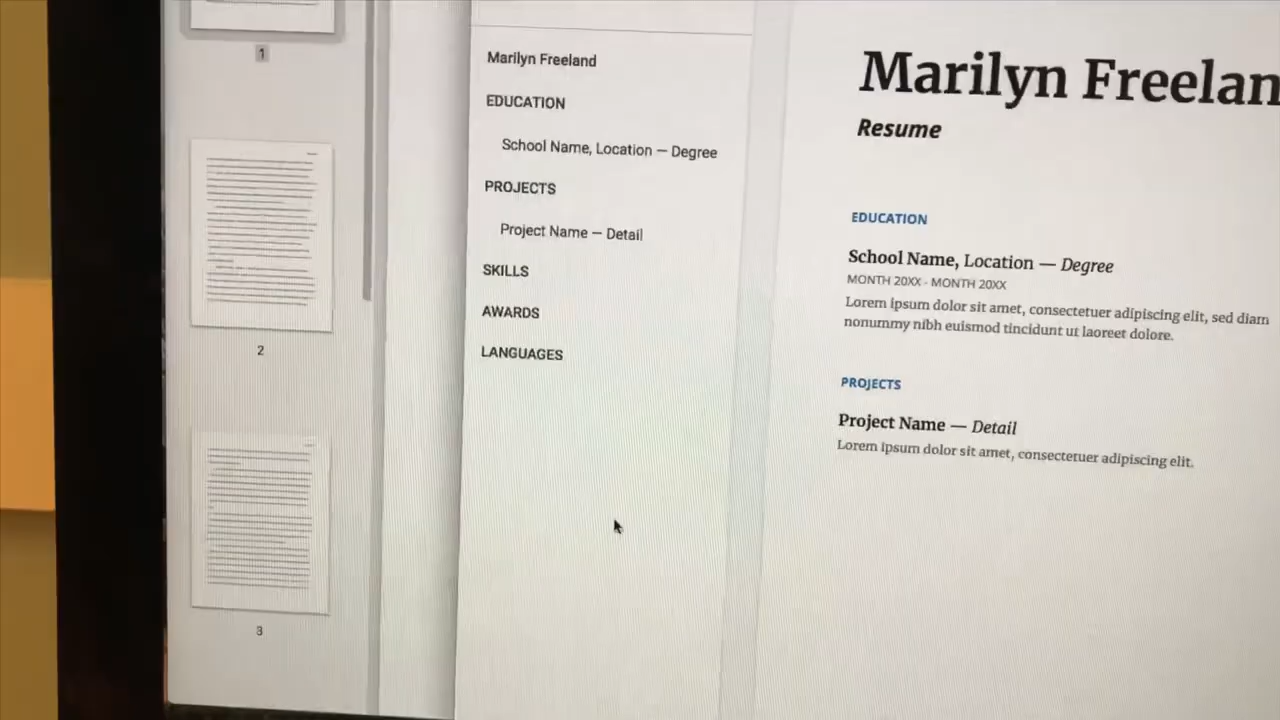 1
2
3
Marilyn Freeland
EDUCATION
School Name, Location — Degree
PROJECTS
Project Name — Detail
SKILLS
AWARDS
LANGUAGES
Marilyn Freelan
Resume
EDUCATION
School Name, Location — Degree
MONTH 20XX - MONTH 20XX
Lorem ipsum dolor sit amet, consectetuer adipiscing elit, sed diam
nonummy nibh euismod tincidunt ut laoreet dolore.
PROJECTS
Project Name — Detail
Lorem ipsum dolor sit amet, consectetuer adipiscing elit.